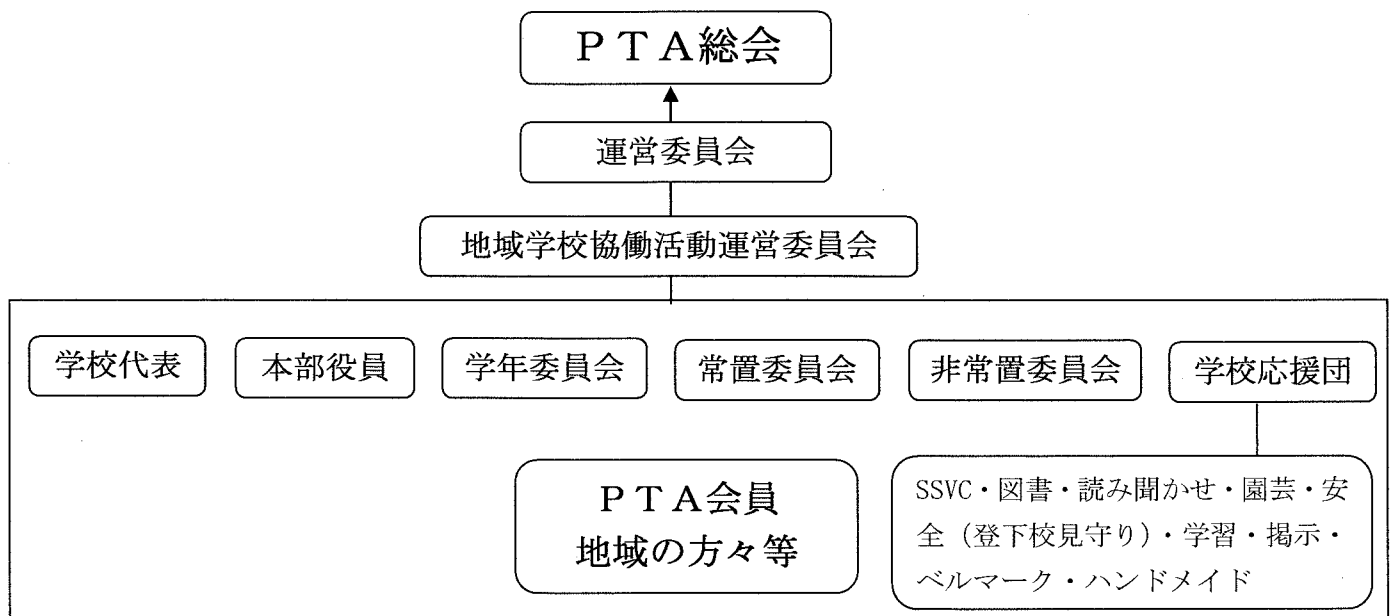 PTA総会
運営委員会
地域学校協働活動運営委員会
学校代表
本部役員
学年委員会
常置委員会
非常置委員会
学校応援団
PTA会員
地域の方々等
SSVC・図書・読み聞かせ・園芸・安
全（登下校見守り）・学習・掲示・
ベルマーク・ハンドメイド